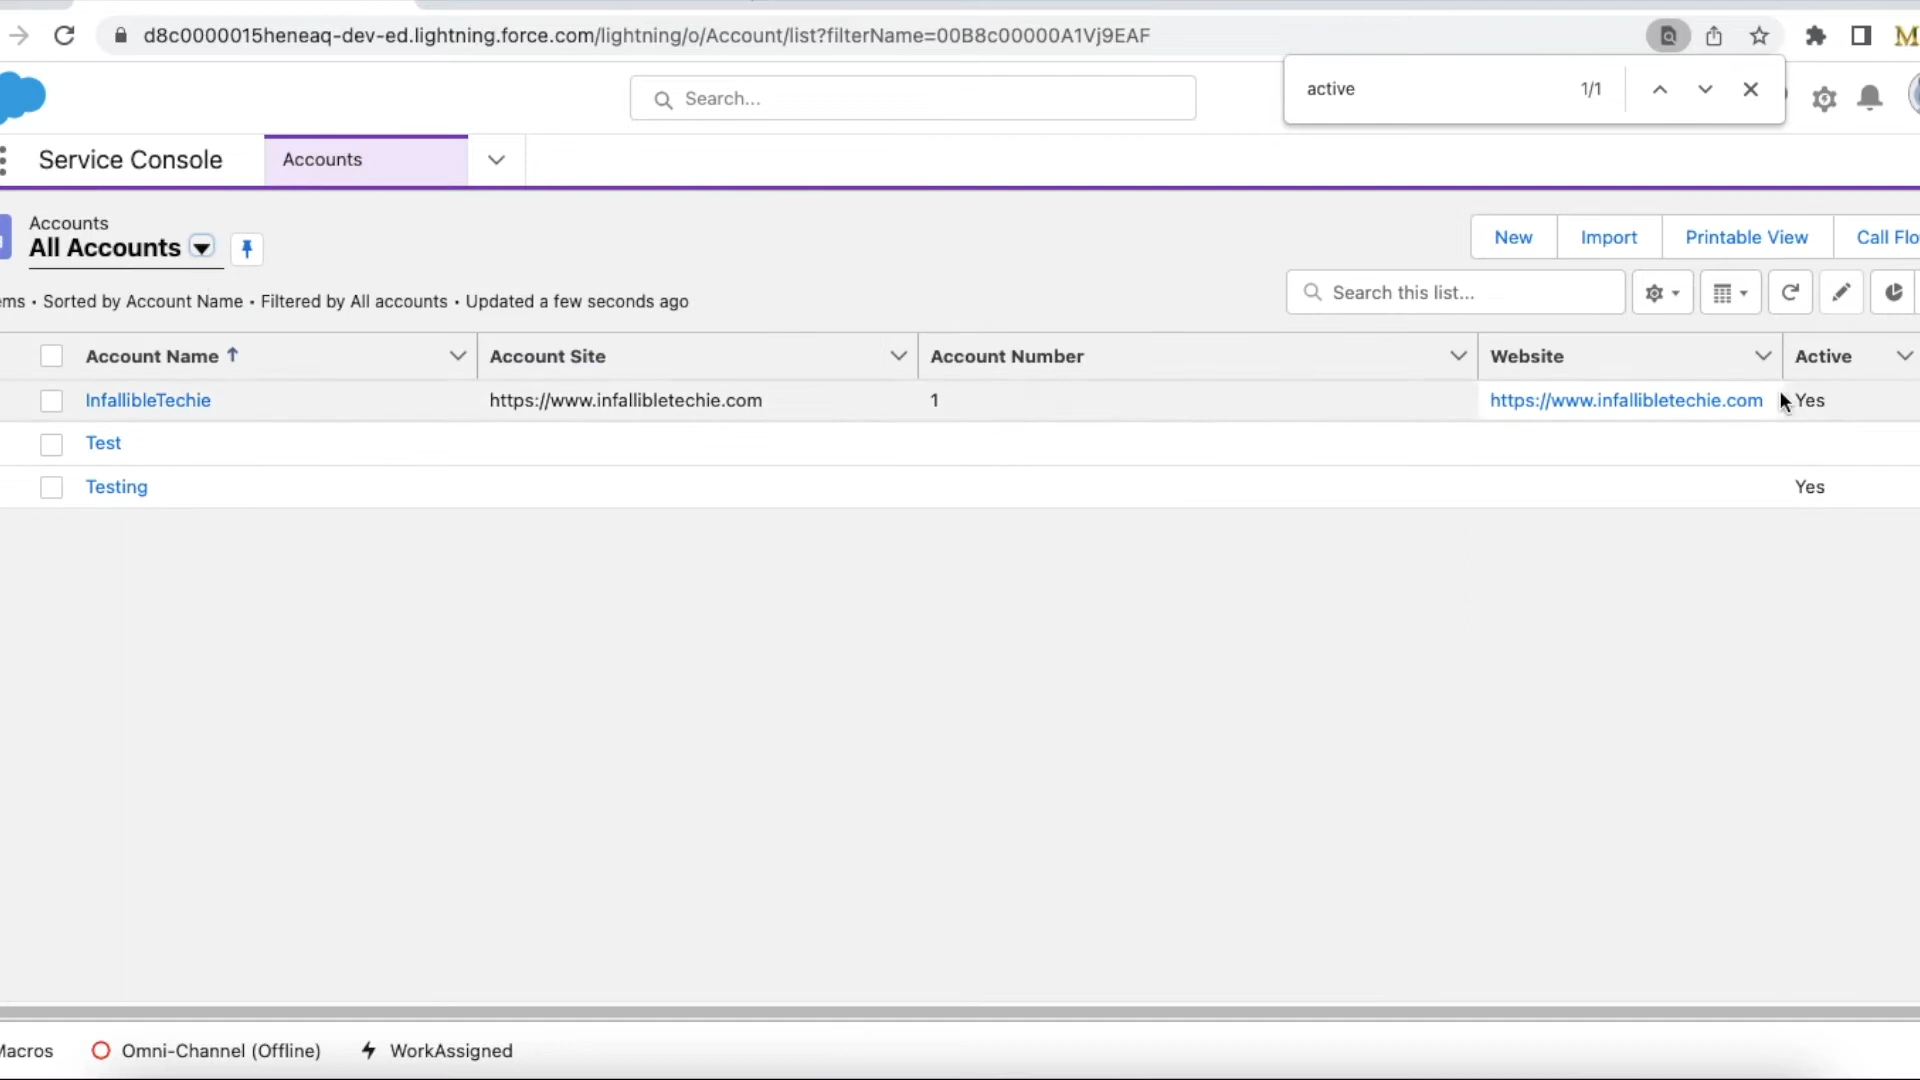 d8c0000015heneaq-dev-ed.lightning.force.com/lightning/o/Account/list?filterName=00B8c00000A1Vj9EAF
M
active 1/1
Search...
Service Console Accounts
Accounts
All Accounts
New Import Printable View Call Flo
ems • Sorted by Account Name • Filtered by All accounts • Updated a few seconds ago
Search this list...
Account Name Account Site Account Number Website Active
InfallibleTechie https://www.infallibletechie.com 1 https://www.infallibletechie.com Yes
Test
Testing Yes
Macros Omni-Channel (Offline) WorkAssigned